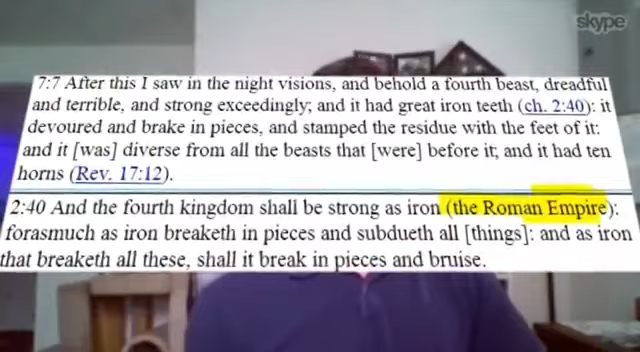 skype
7:7 After this I saw in the night visions, and behold a fourth beast, dreadful
and terrible, and strong exceedingly; and it had great iron teeth (ch. 2:40): it
devoured and brake in pieces, and stamped the residue with the feet of it:
and it [was] diverse from all the beasts that [were] before it; and it had ten
horns (Rev. 17:12).
2:40 And the fourth kingdom shall be strong as iron (the Roman Empire):
forasmuch as iron breaketh in pieces and subdueth all [things]: and as iron
that breaketh all these, shall it break in pieces and bruise.